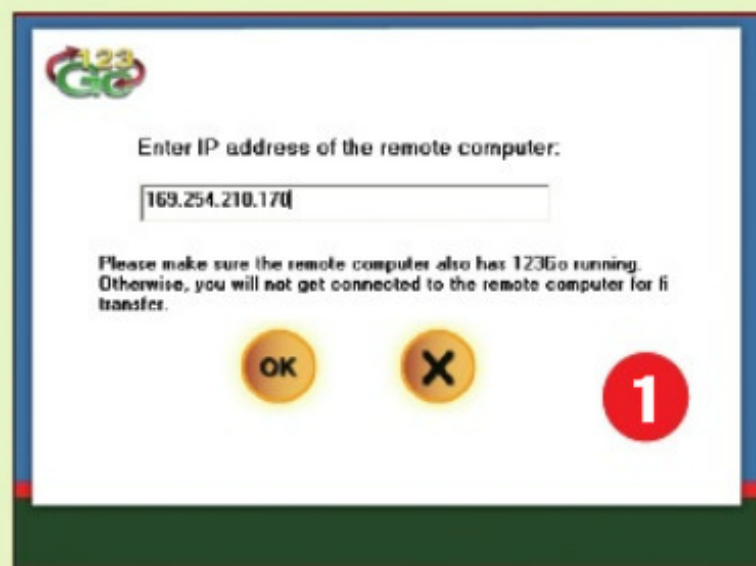 123
Go
Enter IP address of the remote computer:
169.254.210.170
Please make sure the remote computer also has 123Go running.
Otherwise, you will not get connected to the remote computer for fi
transfer.
OK
X
1